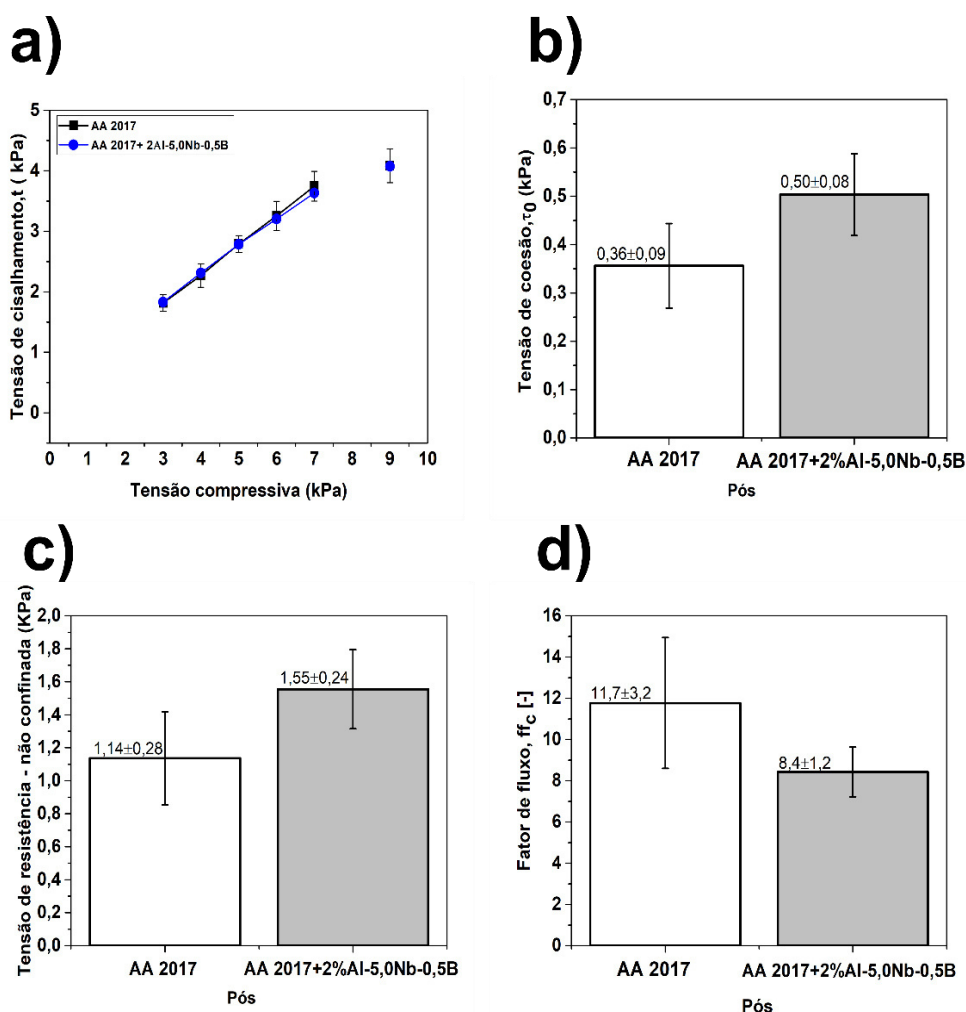 a)
5
4
3
2
1
0
Tensão de cisalhamento,t ( kPa)
AA 2017
AA 2017+ 2Al-5,0Nb-0,5B
0 1 2 3 4 5 6 7 8 9 10
Tensão compressiva (kPa)
b)
0,7
0,6
0,5
0,4
0,3
0,2
0,1
0,0
Tensão de coesão,τ0 (kPa)
0,36±0,09
0,50±0,08
AA 2017 AA 2017+2%Al-5,0Nb-0,5B
Pós
c)
2,0
1,8
1,6
1,4
1,2
1,0
0,8
0,6
0,4
0,2
0,0
Tensão de resistência - não confinada (KPa)
1,14±0,28
1,55±0,24
AA 2017 AA 2017+2%Al-5,0Nb-0,5B
Pós
d)
16
14
12
10
8
6
4
2
0
Fator de fluxo, ffC [-]
11,7±3,2
8,4±1,2
AA 2017 AA 2017+2%Al-5,0Nb-0,5B
Pós